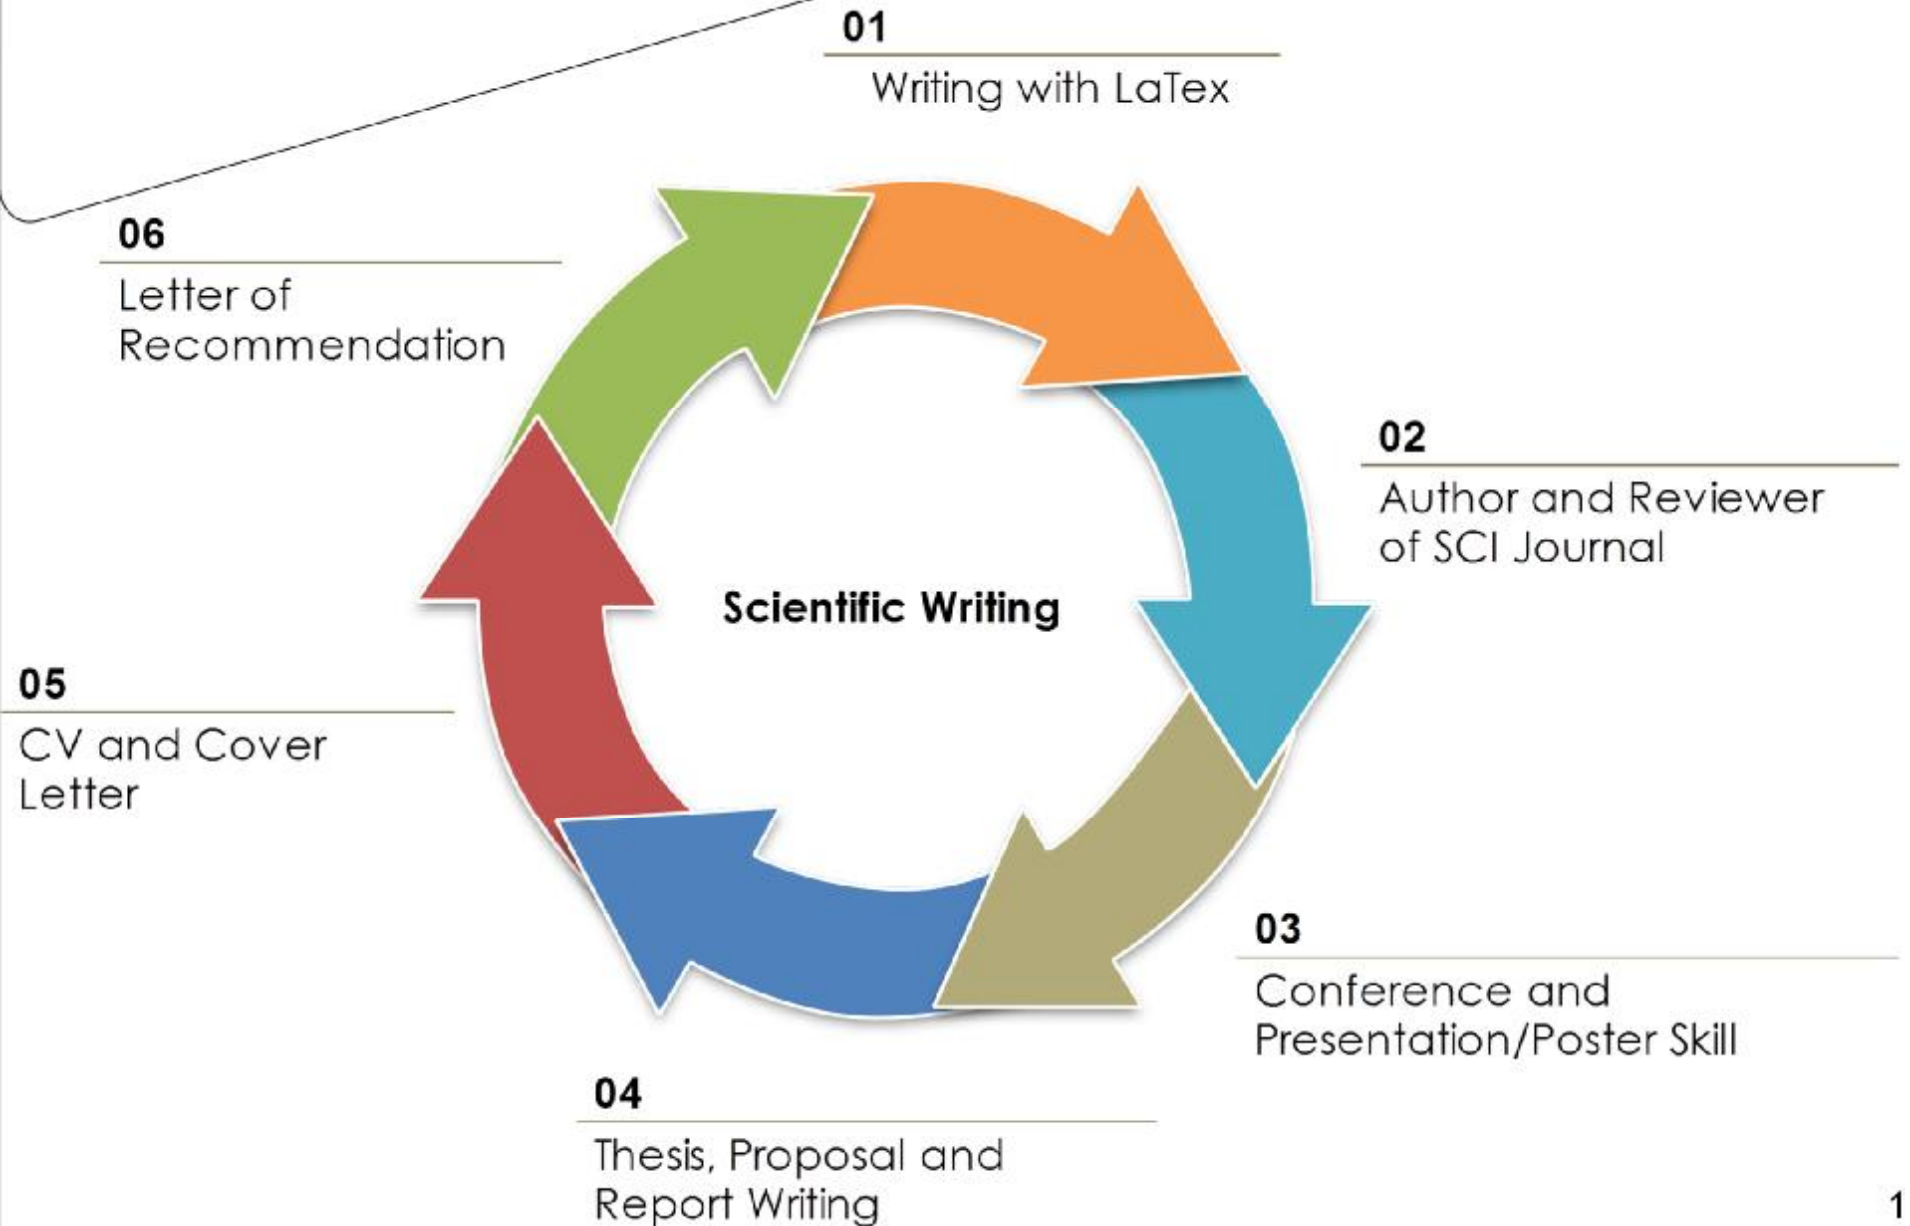 01
Writing with LaTex
06
Letter of
Recommendation
02
Author and Reviewer
of SCI Journal
Scientific Writing
05
CV and Cover
Letter
03
Conference and
Presentation/Poster Skill
04
Thesis, Proposal and
Report Writing
1